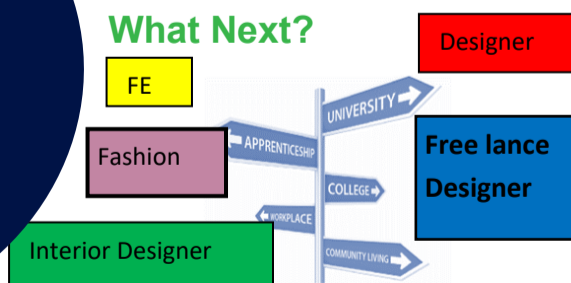 What Next?
Designer
FE
UNIVERSITY
APPRENTICESHIP
Fashion
Free lance
Designer
COLLEGE
WORKPLACE
Interior Designer
COMMUNITY LIVING